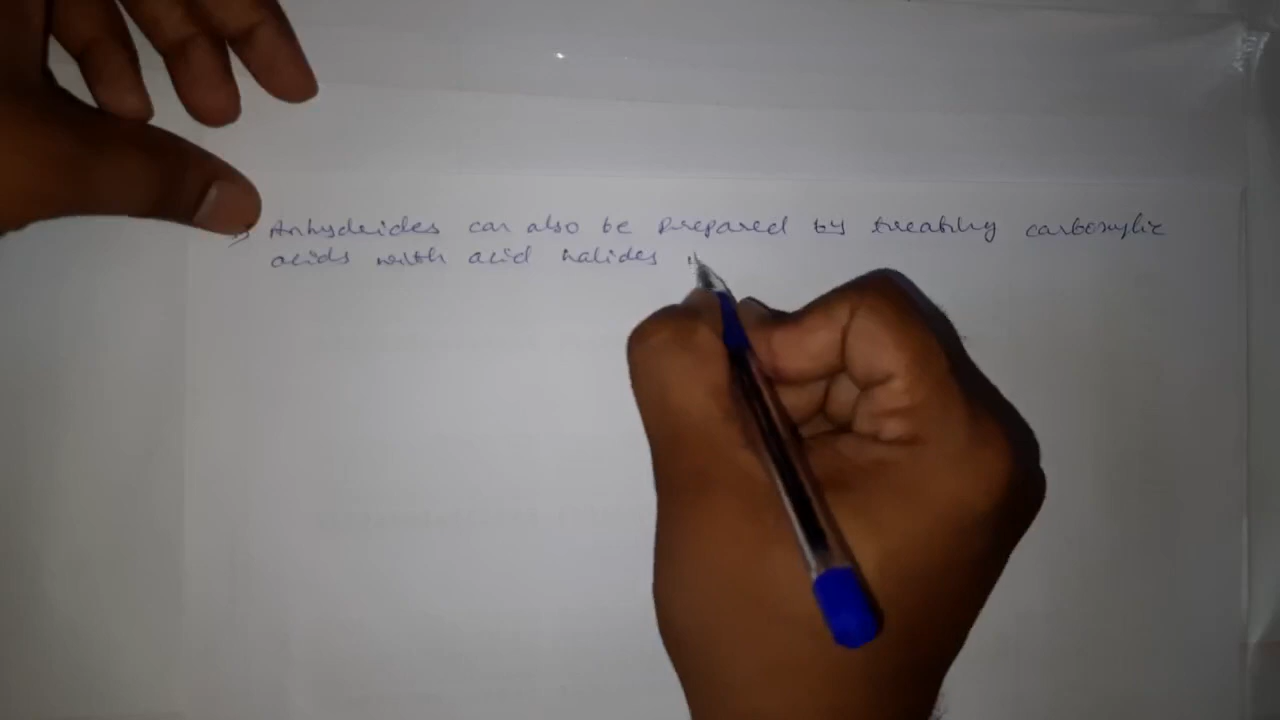 Anhydrides can also be prepared by treating carboxylic
acids with acid halides